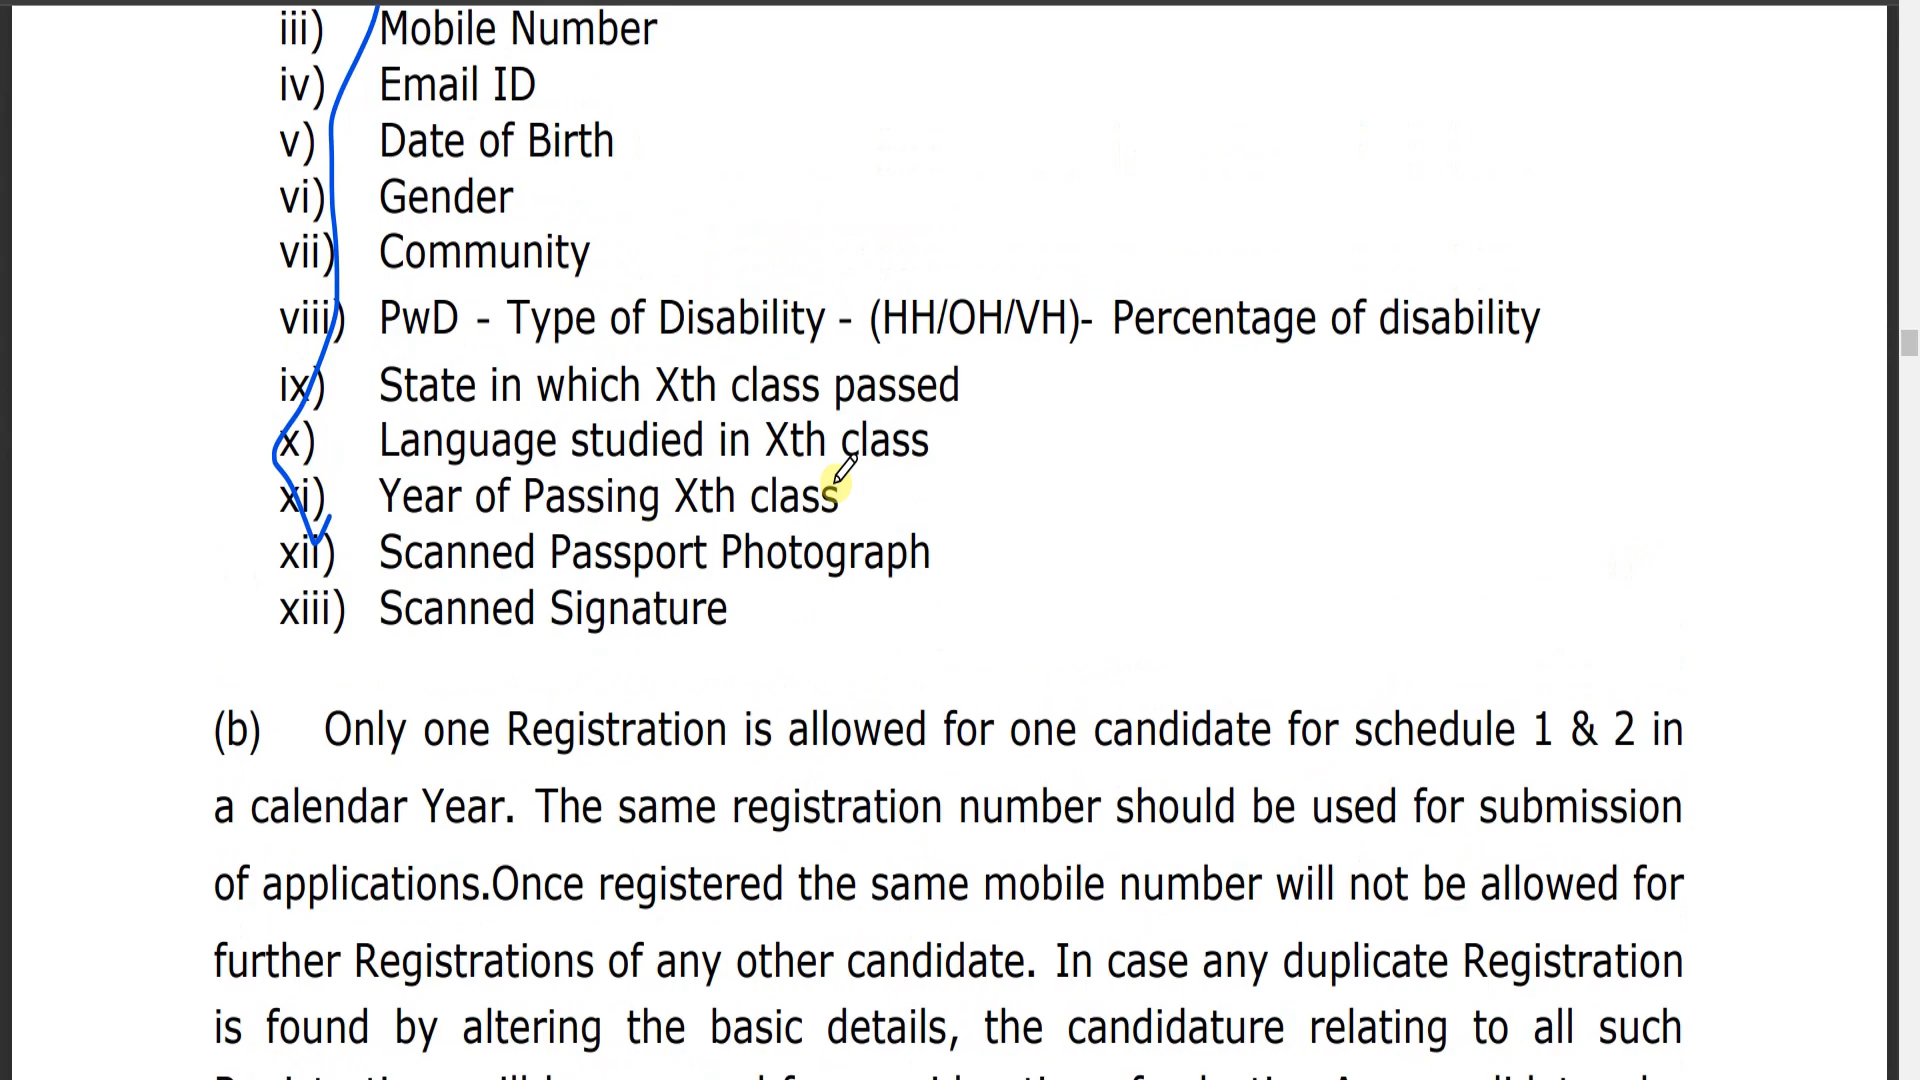 iii) Mobile Number
iv) Email ID
v) Date of Birth
vi) Gender
vii) Community
viii) PwD - Type of Disability - (HH/OH/VH)- Percentage of disability
ix) State in which Xth class passed
x) Language studied in Xth class
xi) Year of Passing Xth class
xii) Scanned Passport Photograph
xiii) Scanned Signature
(b) Only one Registration is allowed for one candidate for schedule 1 & 2 in
a calendar Year. The same registration number should be used for submission
of applications.Once registered the same mobile number will not be allowed for
further Registrations of any other candidate. In case any duplicate Registration
is found by altering the basic details, the candidature relating to all such